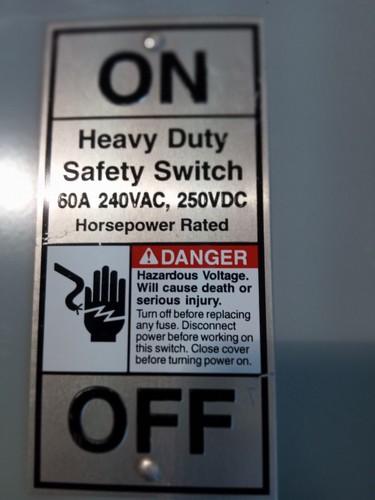 ON
Heavy Duty
Safety Switch
60A 240VAC, 250VDC
Horsepower Rated
DANGER
Hazardous Voltage.
Will cause death or
serious injury.
Turn off before replacing
any fuse. Disconnect
power before working on
this switch. Close cover
before turning power on.
OFF